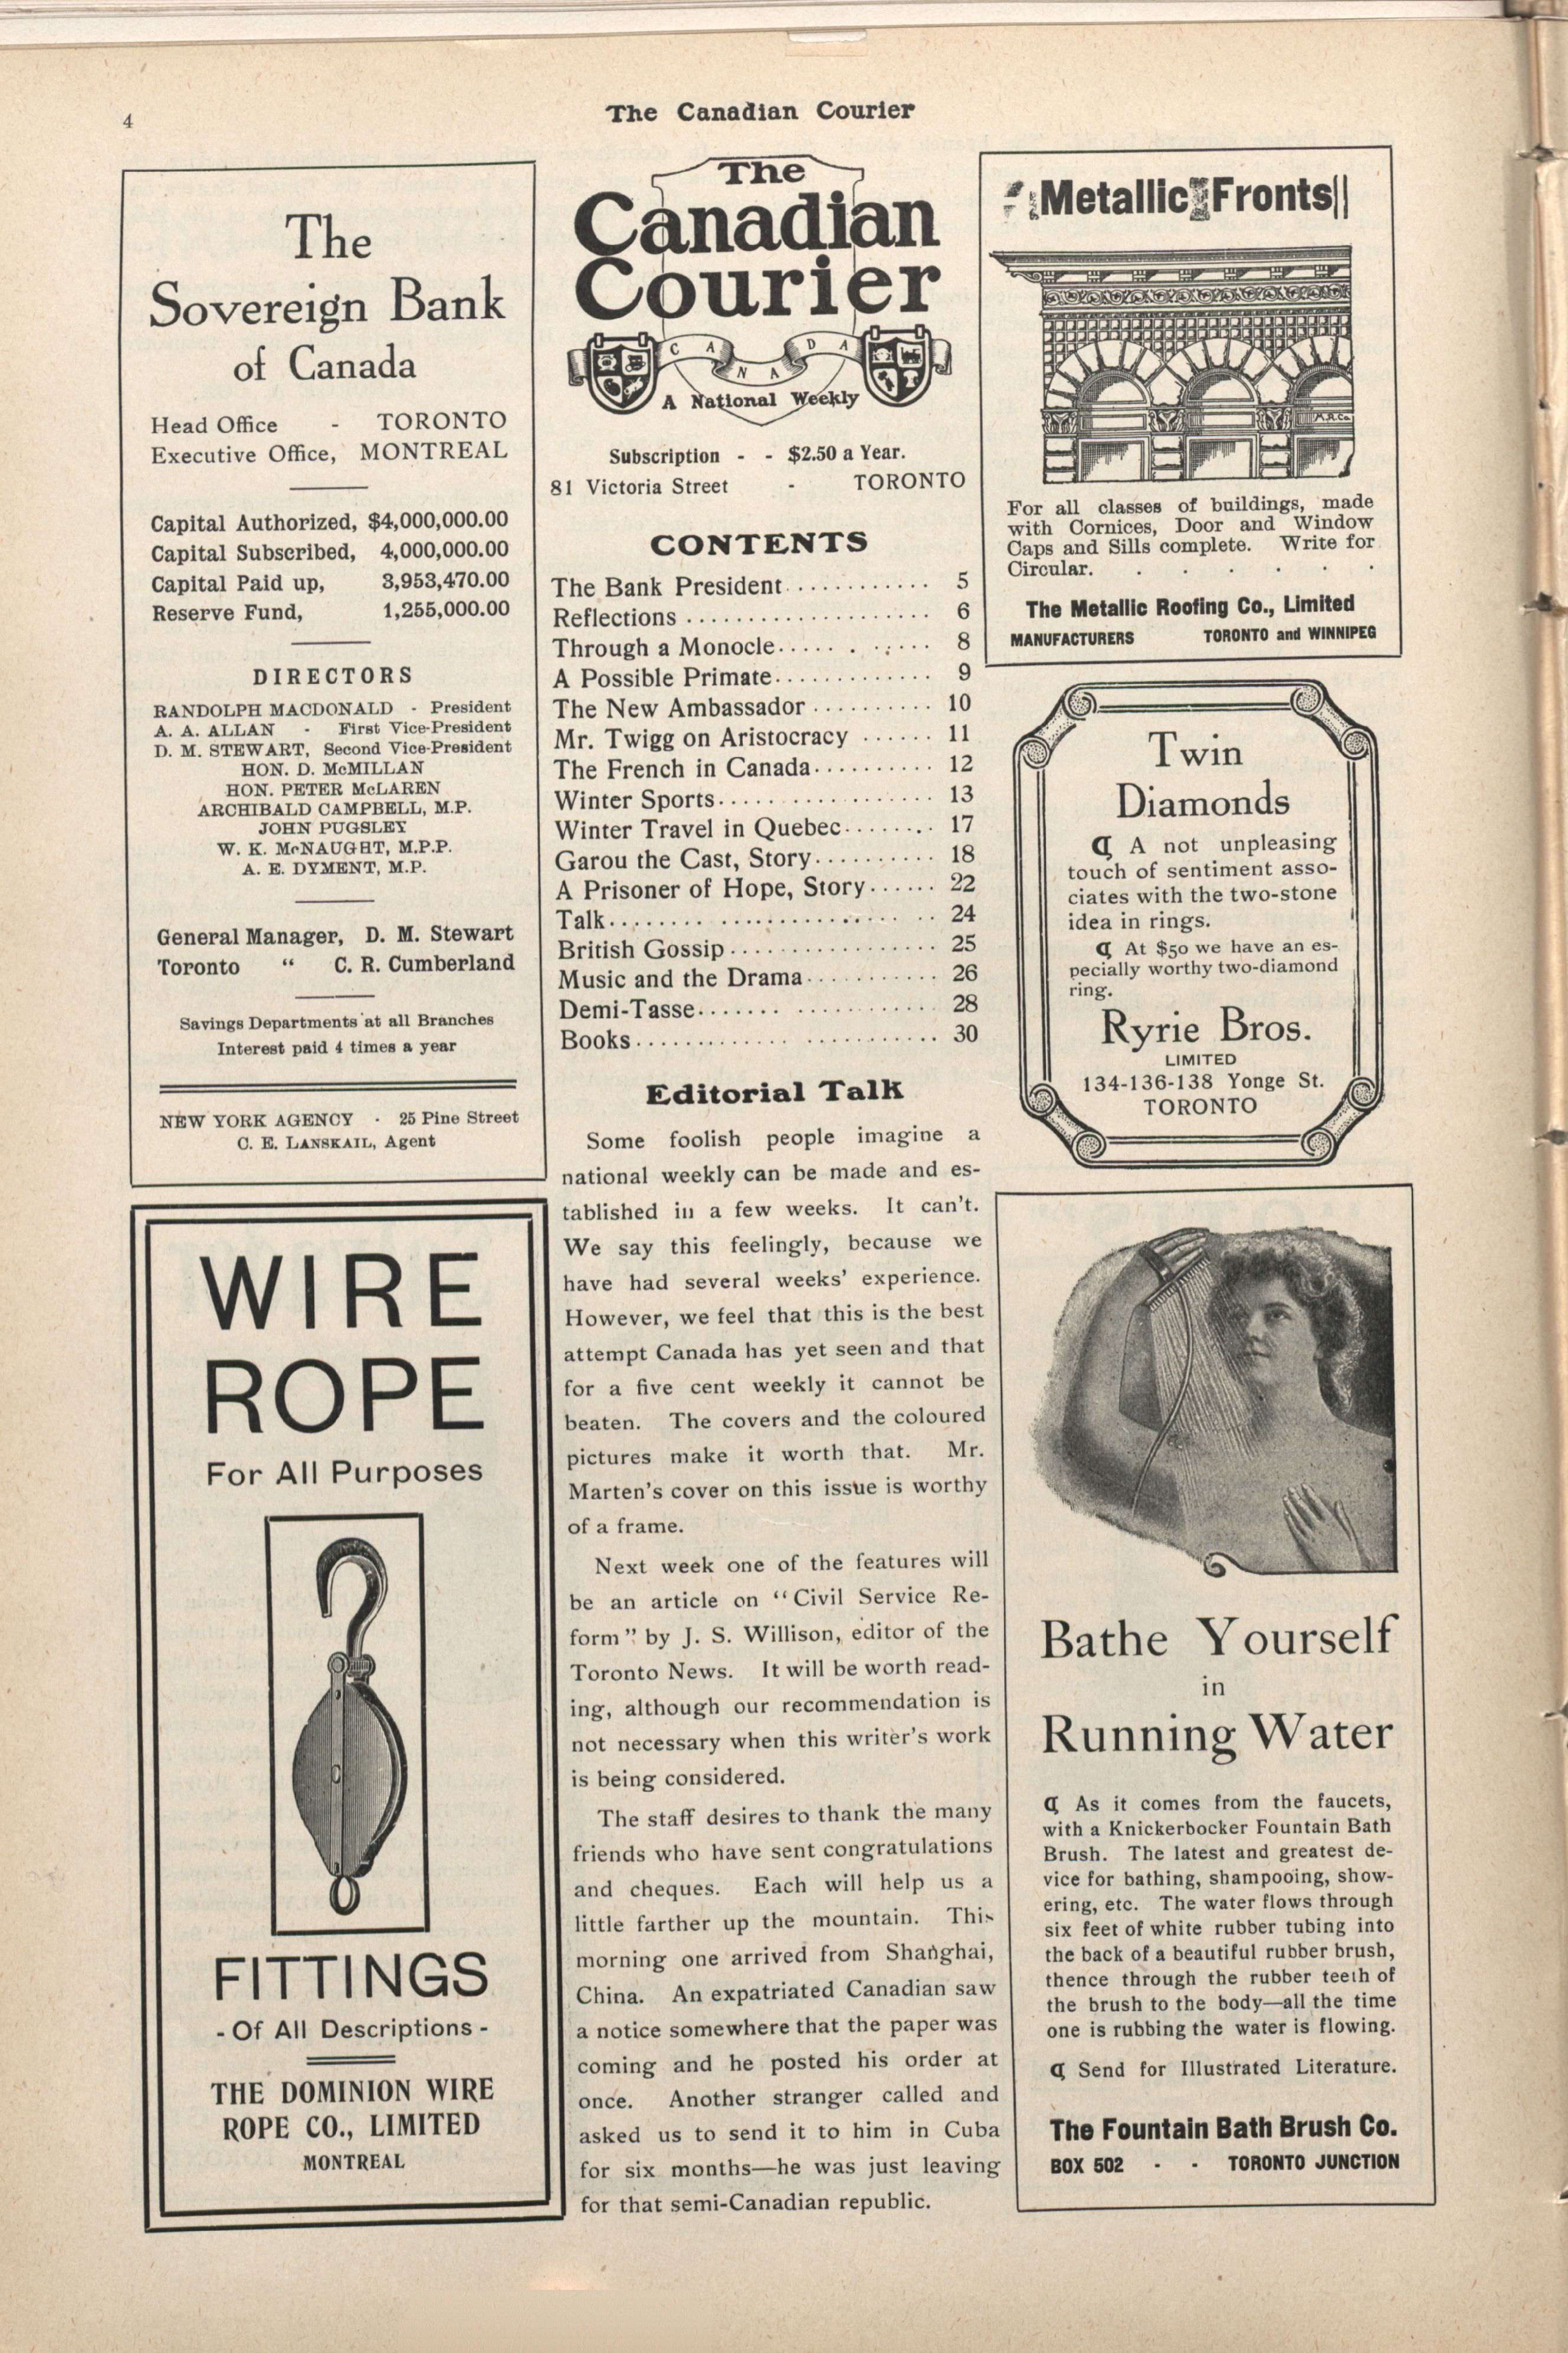 4
The Canadian Courier
The
Sovereign Bank
of Canada
Head Office - TORONTO
Executive Office, MONTREAL
Capital Authorized, $4,000,000.00
Capital Subscribed, 4,000,000.00
Capital Paid up, 3,953,470.00
Reserve Fund, 1,255,000.00
DIRECTORS
RANDOLPH MACDONALD - President
A. A. ALLAN - First Vice-President
D. M. STEWART, Second Vice-President
HON. D. McMILLAN
HON. PETER McLAREN
ARCHIBALD CAMPBELL, M.P.
JOHN PUGSLEY
W. K. McNAUGHT, M.P.P.
A. E. DYMENT, M.P.
General Manager, D. M. Stewart
Toronto " C. R. Cumberland
Savings Departments at all Branches
Interest paid 4 times a year
NEW YORK AGENCY - 25 Pine Street
C. E. LANSKAIL, Agent
WIRE
ROPE
For All Purposes
FITTINGS
- Of All Descriptions -
THE DOMINION WIRE
ROPE CO., LIMITED
MONTREAL
The
Canadian
Courier
CANADA
A National Weekly
Subscription - - $2.50 a Year.
81 Victoria Street - TORONTO
CONTENTS
The Bank President............ 5
Reflections .................... 6
Through a Monocle............ 8
A Possible Primate............. 9
The New Ambassador.......... 10
Mr. Twigg on Aristocracy ...... 11
The French in Canada.......... 12
Winter Sports.................. 13
Winter Travel in Quebec........ 17
Garou the Cast, Story.......... 18
A Prisoner of Hope, Story...... 22
Talk........................... 24
British Gossip................. 25
Music and the Drama........... 26
Demi-Tasse.................... 28
Books......................... 30
Editorial Talk
Some foolish people imagine a
national weekly can be made and es-
tablished in a few weeks. It can't.
We say this feelingly, because we
have had several weeks' experience.
However, we feel that this is the best
attempt Canada has yet seen and that
for a five cent weekly it cannot be
beaten. The covers and the coloured
pictures make it worth that. Mr.
Marten's cover on this issue is worthy
of a frame.
Next week one of the features will
be an article on "Civil Service Re-
form" by J. S. Willison, editor of the
Toronto News. It will be worth read-
ing, although our recommendation is
not necessary when this writer's work
is being considered.
The staff desires to thank the many
friends who have sent congratulations
and cheques. Each will help us a
little farther up the mountain. This
morning one arrived from Shanghai,
China. An expatriated Canadian saw
a notice somewhere that the paper was
coming and he posted his order at
once. Another stranger called and
asked us to send it to him in Cuba
for six months—he was just leaving
for that semi-Canadian republic.
Metallic Fronts
M.R.Co.
For all classes of buildings, made
with Cornices, Door and Window
Caps and Sills complete. Write for
Circular. . . . . . .
The Metallic Roofing Co., Limited
MANUFACTURERS TORONTO and WINNIPEG
Twin
Diamonds
¶ A not unpleasing
touch of sentiment asso-
ciates with the two-stone
idea in rings.
¶ At $50 we have an es-
pecially worthy two-diamond
ring.
Ryrie Bros.
LIMITED
134-136-138 Yonge St.
TORONTO
Bathe Yourself
in
Running Water
¶ As it comes from the faucets,
with a Knickerbocker Fountain Bath
Brush. The latest and greatest de-
vice for bathing, shampooing, show-
ering, etc. The water flows through
six feet of white rubber tubing into
the back of a beautiful rubber brush,
thence through the rubber teeth of
the brush to the body—all the time
one is rubbing the water is flowing.
¶ Send for Illustrated Literature.
The Fountain Bath Brush Co.
BOX 502 - - TORONTO JUNCTION